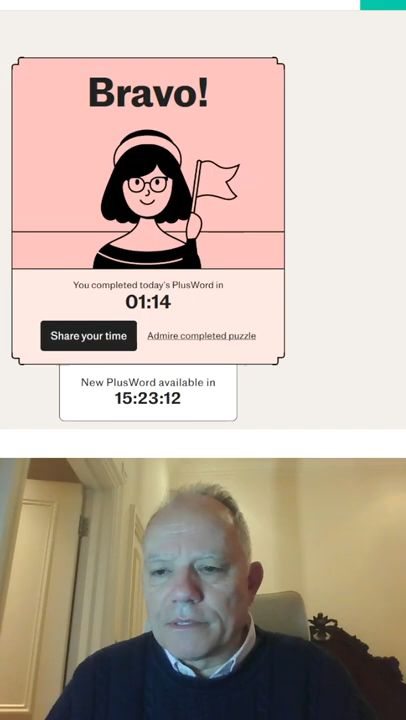 Bravo!
You completed today's PlusWord in
01:14
Share your time Admire completed puzzle
New PlusWord available in
15:23:12